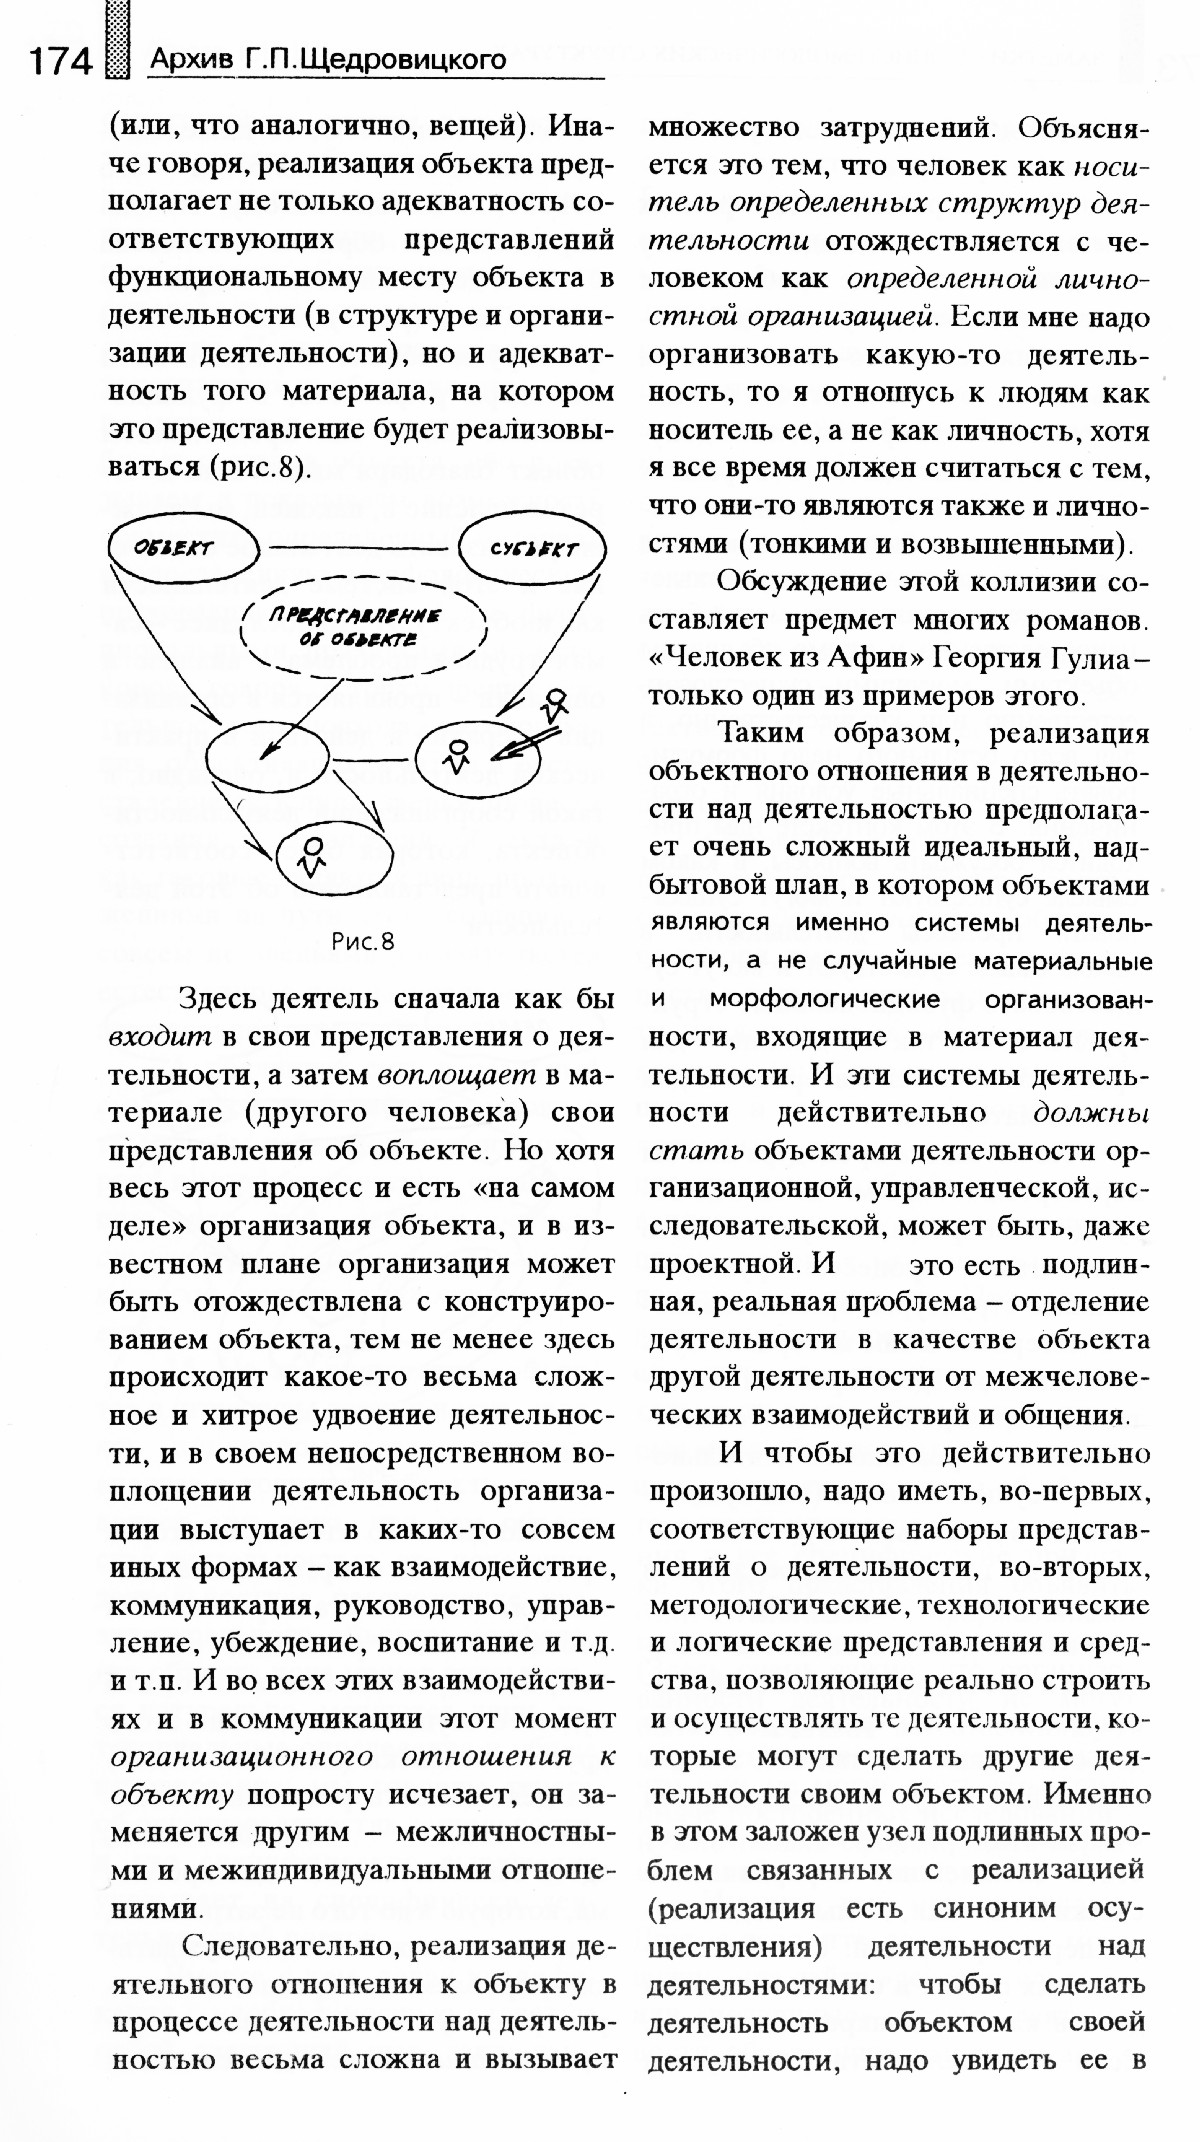 174
Архив Г.П.Щедровицкого
(или, что аналогично, вещей). Ина-
че говоря, реализация объекта пред-
полагает не только адекватность со-
ответствующих представлений
функциональному месту объекта в
деятельности (в структуре и органи-
зации деятельности), но и адекват-
ность того материала, на котором
это представление будет реализовы-
ваться (рис.8).
ОБЪЕКТ
СУБЪЕКТ
ПРЕДСТАВЛЕНИЕ
ОБ ОБЪЕКТЕ
Рис.8
Здесь деятель сначала как бы
входит в свои представления о дея-
тельности, а затем воплощает в ма-
териале (другого человека) свои
представления об объекте. Но хотя
весь этот процесс и есть «на самом
деле» организация объекта, и в из-
вестном плане организация может
быть отождествлена с конструиро-
ванием объекта, тем не менее здесь
происходит какое-то весьма слож-
ное и хитрое удвоение деятельнос-
ти, и в своем непосредственном во-
площении деятельность организа-
ции выступает в каких-то совсем
иных формах – как взаимодействие,
коммуникация, руководство, управ-
ление, убеждение, воспитание и т.д.
и т.п. И во всех этих взаимодействи-
ях и в коммуникации этот момент
организационного отношения к
объекту попросту исчезает, он за-
меняется другим – межличностны-
ми и межиндивидуальными отноше-
ниями.
Следовательно, реализация де-
ятельного отношения к объекту в
процессе деятельности над деятель-
ностью весьма сложна и вызывает
множество затруднений. Объясня-
ется это тем, что человек как носи-
тель определенных структур дея-
тельности отождествляется с че-
ловеком как определенной лично-
стной организацией. Если мне надо
организовать какую-то деятель-
ность, то я отношусь к людям как
носитель ее, а не как личность, хотя
я все время должен считаться с тем,
что они-то являются также и лично-
стями (тонкими и возвышенными).
Обсуждение этой коллизии со-
ставляет предмет многих романов.
«Человек из Афин» Георгия Гулиа –
только один из примеров этого.
Таким образом, реализация
объектного отношения в деятельно-
сти над деятельностью предполага-
ет очень сложный идеальный, над-
бытовой план, в котором объектами
являются именно системы деятель-
ности, а не случайные материальные
и морфологические организован-
ности, входящие в материал дея-
тельности. И эти системы деятель-
ности действительно должны
стать объектами деятельности ор-
ганизационной, управленческой, ис-
следовательской, может быть, даже
проектной. И это есть подлин-
ная, реальная проблема – отделение
деятельности в качестве объекта
другой деятельности от межчелове-
ческих взаимодействий и общения.
И чтобы это действительно
произошло, надо иметь, во-первых,
соответствующие наборы представ-
лений о деятельности, во-вторых,
методологические, технологические
и логические представления и сред-
ства, позволяющие реально строить
и осуществлять те деятельности, ко-
торые могут сделать другие дея-
тельности своим объектом. Именно
в этом заложен узел подлинных про-
блем связанных с реализацией
(реализация есть синоним осу-
ществления) деятельности над
деятельностями: чтобы сделать
деятельность объектом своей
деятельности, надо увидеть ее в